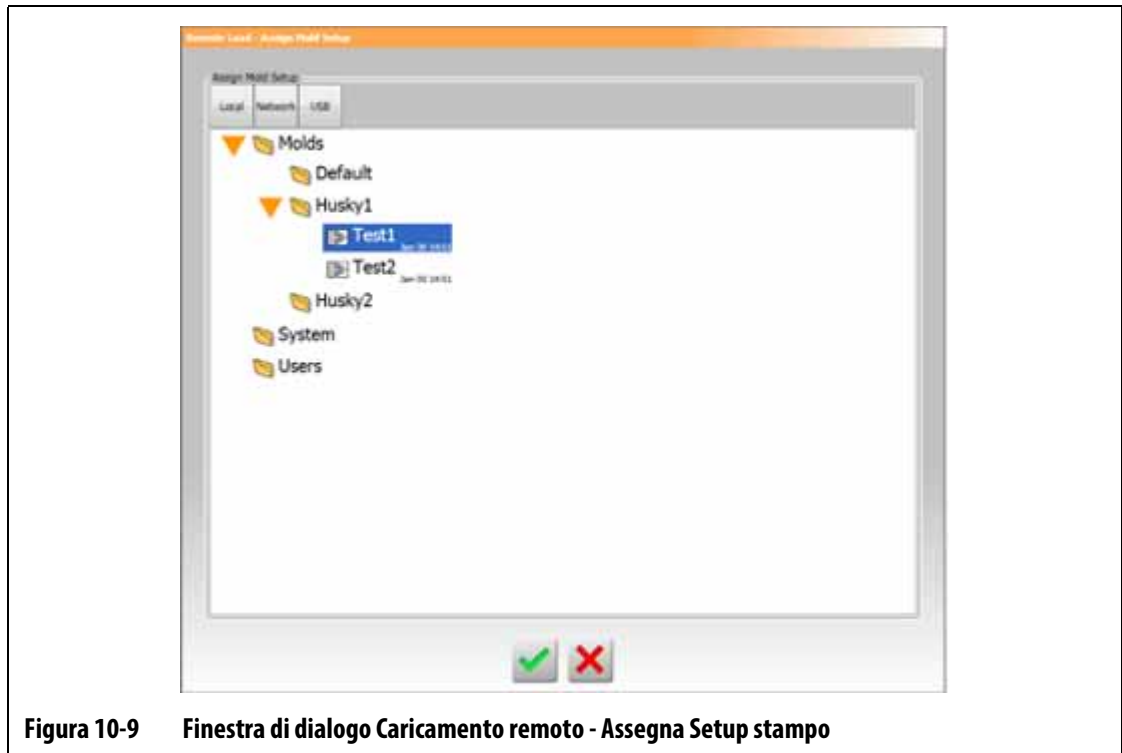 Remote Load - Assign Mold Setup
Assign Mold Setup
Local Network USB
Molds
Default
Husky1
Test1
Test2
Husky2
System
Users
Figura 10-9 Finestra di dialogo Caricamento remoto - Assegna Setup stampo